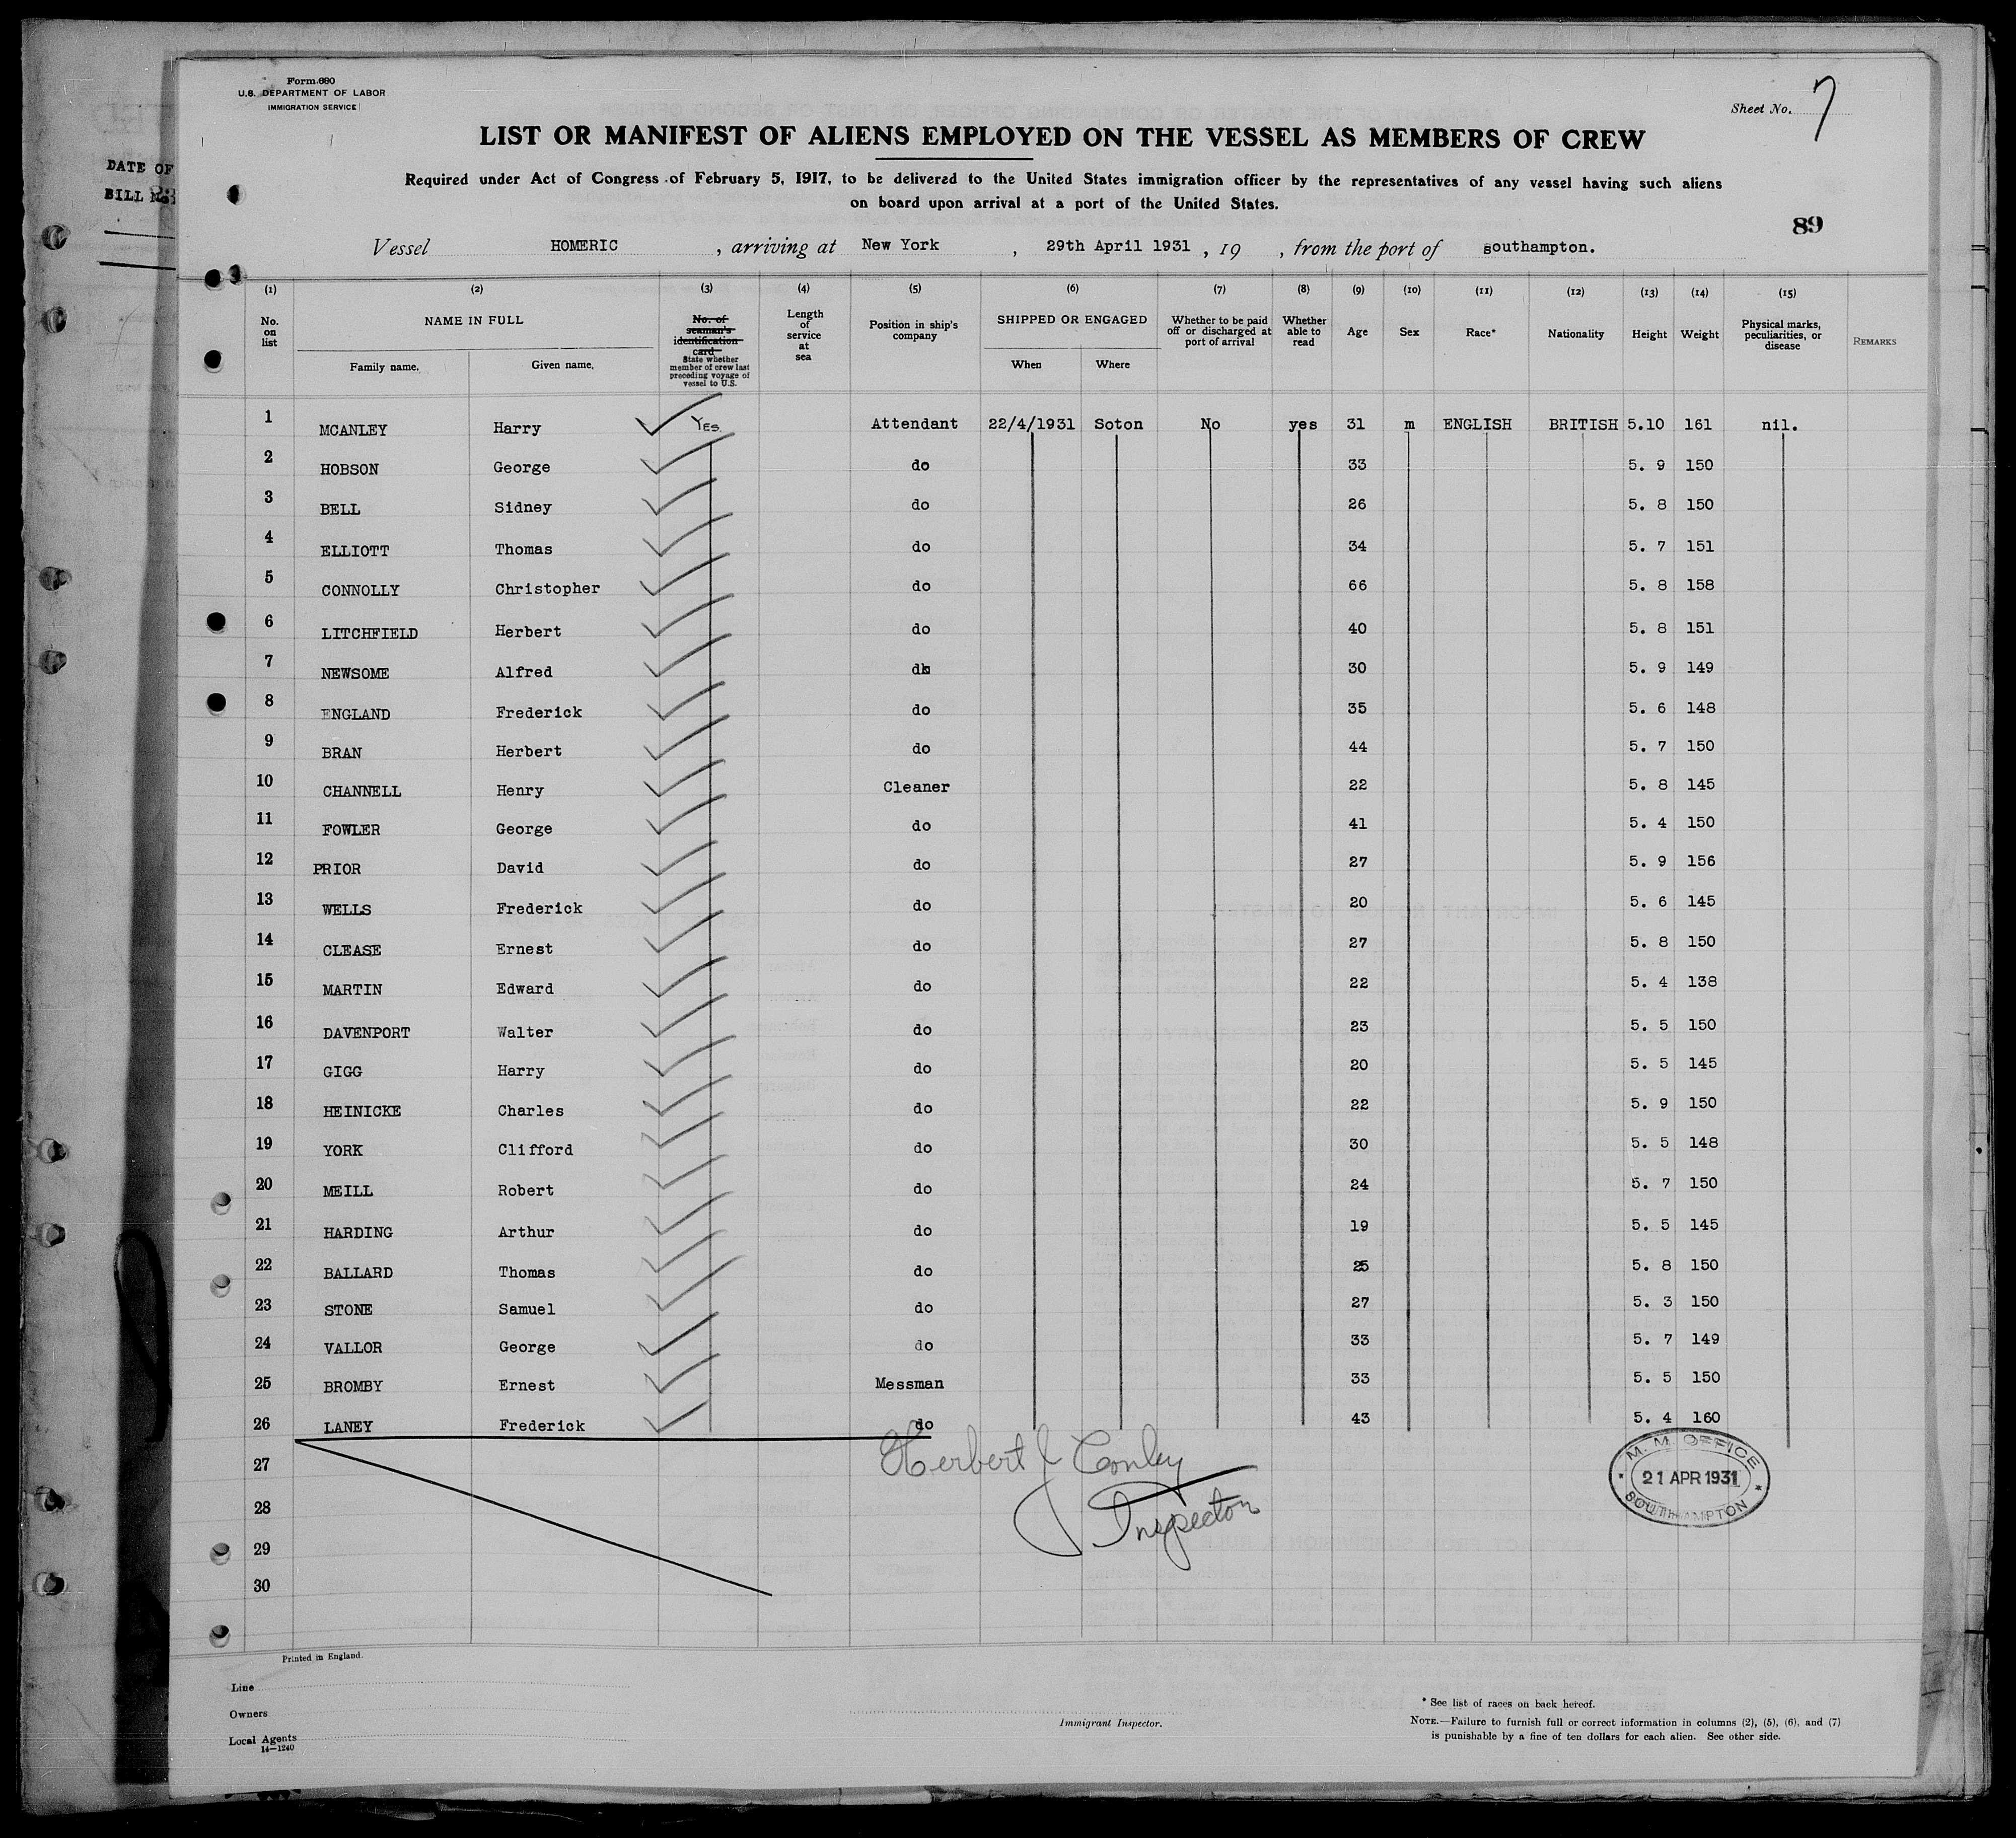 DATE OF
BILL
Form 680
U.S. DEPARTMENT OF LABOR
IMMIGRATION SERVICE
Sheet No. 7
LIST OR MANIFEST OF ALIENS EMPLOYED ON THE VESSEL AS MEMBERS OF CREW
Required under Act of Congress of February 5, 1917, to be delivered to the United States immigration officer by the representatives of any vessel having such aliens
on board upon arrival at a port of the United States.
89
Vessel HOMERIC , arriving at New York , 29th April 1931 , 19 , from the port of southampton.
(1) (2) (3) (4) (5) (6) (7) (8) (9) (10) (11) (12) (13) (14) (15)
No. on list NAME IN FULL Family name. Given name. No. of seaman's identification card State whether member of crew last preceding voyage of vessel to U.S. Length of service at sea Position in ship's company SHIPPED OR ENGAGED When Where Whether to be paid off or discharged at port of arrival Whether able to read Age Sex Race* Nationality Height Weight Physical marks, peculiarities, or disease REMARKS
1 MCANLEY Harry Yes Attendant 22/4/1931 Soton No yes 31 m ENGLISH BRITISH 5.10 161 nil.
2 HOBSON George do 33 5. 9 150
3 BELL Sidney do 26 5. 8 150
4 ELLIOTT Thomas do 34 5. 7 151
5 CONNOLLY Christopher do 66 5. 8 158
6 LITCHFIELD Herbert do 40 5. 8 151
7 NEWSOME Alfred do 30 5. 9 149
8 ENGLAND Frederick do 35 5. 6 148
9 BRAN Herbert do 44 5. 7 150
10 CHANNELL Henry Cleaner 22 5. 8 145
11 FOWLER George do 41 5. 4 150
12 PRIOR David do 27 5. 9 156
13 WELLS Frederick do 20 5. 6 145
14 CLEASE Ernest do 27 5. 8 150
15 MARTIN Edward do 22 5. 4 138
16 DAVENPORT Walter do 23 5. 5 150
17 GIGG Harry do 20 5. 5 145
18 HEINICKE Charles do 22 5. 9 150
19 YORK Clifford do 30 5. 5 148
20 MEILL Robert do 24 5. 7 150
21 HARDING Arthur do 19 5. 5 145
22 BALLARD Thomas do 25 5. 8 150
23 STONE Samuel do 27 5. 3 150
24 VALLOR George do 33 5. 7 149
25 BROMBY Ernest Messman 33 5. 5 150
26 LANEY Frederick do 43 5. 4 160
27
28
29
30
Herbert J Conley
Inspector
M. M. OFFICE
21 APR 1931
SOUTHAMPTON
Printed in England.
Line
Owners
Local Agents
14—1240
Immigrant Inspector.
* See list of races on back hereof.
NOTE.—Failure to furnish full or correct information in columns (2), (5), (6), and (7)
is punishable by a fine of ten dollars for each alien. See other side.